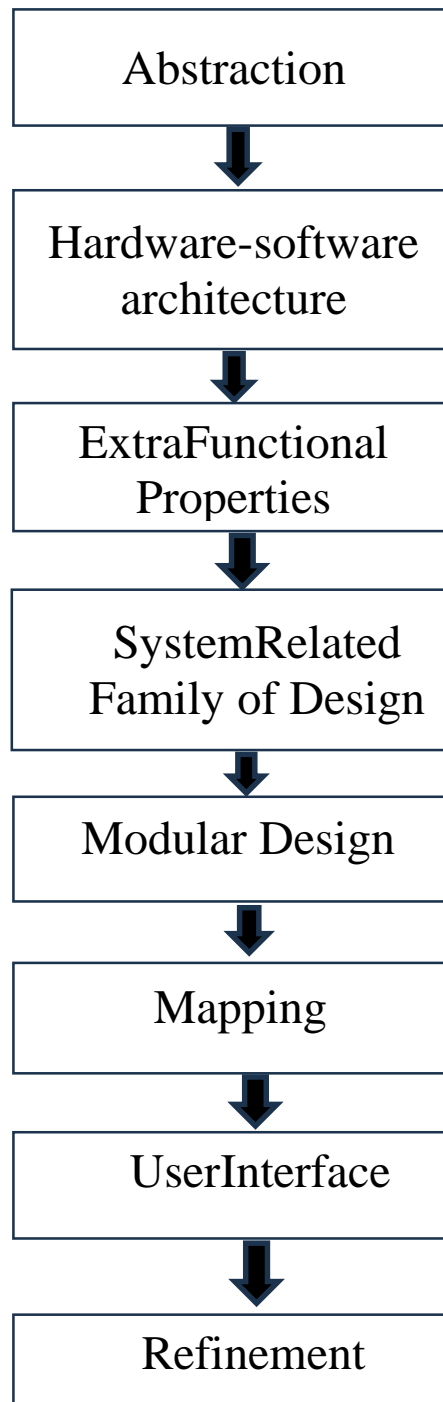 Abstraction
Hardware-software
architecture
ExtraFunctional
Properties
SystemRelated
Family of Design
Modular Design
Mapping
UserInterface
Refinement